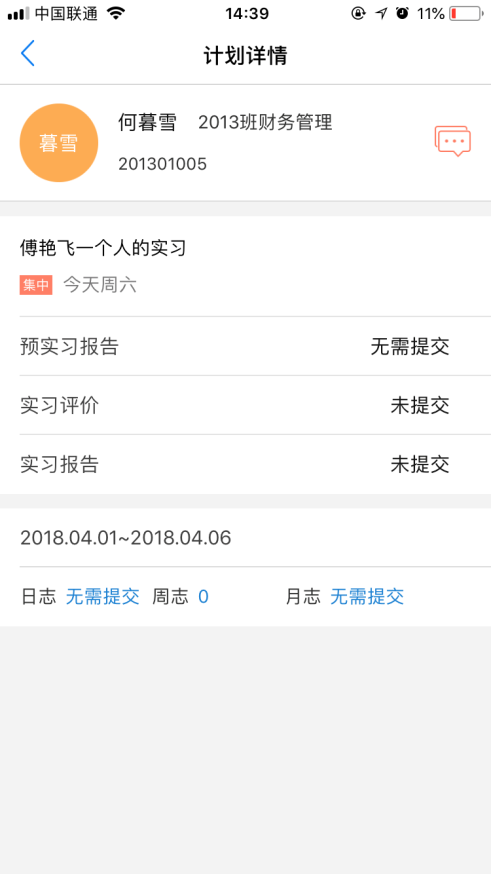 中国联通 14:39 11%
计划详情
暮雪 何暮雪 2013班财务管理
201301005
傅艳飞一个人的实习
集中 今天周六
预实习报告 无需提交
实习评价 未提交
实习报告 未提交
2018.04.01~2018.04.06
日志 无需提交 周志 0 月志 无需提交